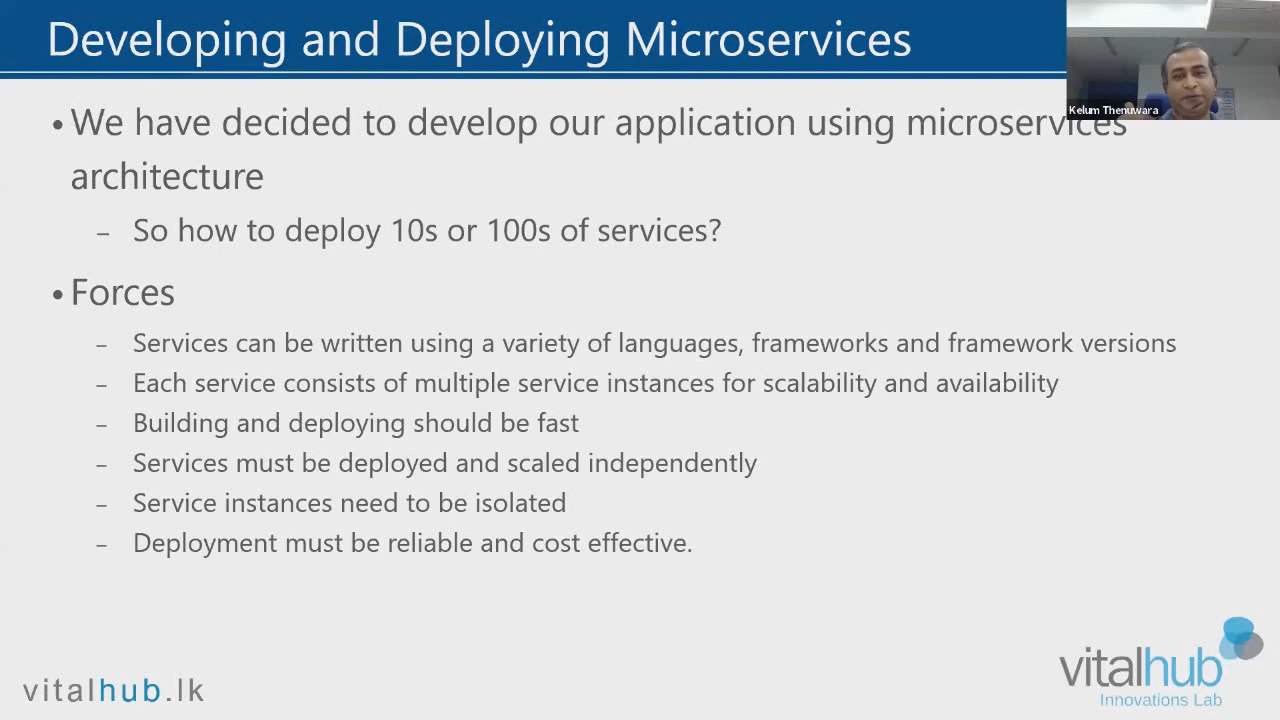 Developing and Deploying Microservices
Kelum Thenuwara
• We have decided to develop our application using microservices
architecture
– So how to deploy 10s or 100s of services?
• Forces
– Services can be written using a variety of languages, frameworks and framework versions
– Each service consists of multiple service instances for scalability and availability
– Building and deploying should be fast
– Services must be deployed and scaled independently
– Service instances need to be isolated
– Deployment must be reliable and cost effective.
vitalhub.lk
vitalhub
Innovations Lab